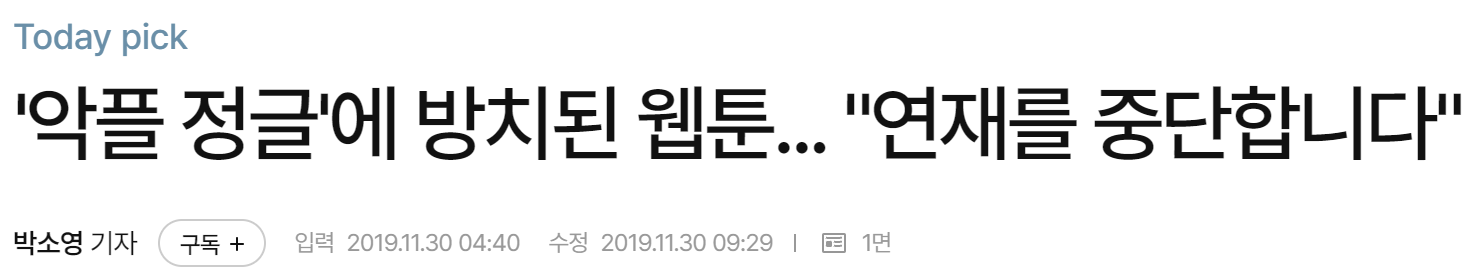 Today pick
'악플 정글'에 방치된 웹툰... "연재를 중단합니다"
박소영 기자 구독 + 입력 2019.11.30 04:40 수정 2019.11.30 09:29 | 1면